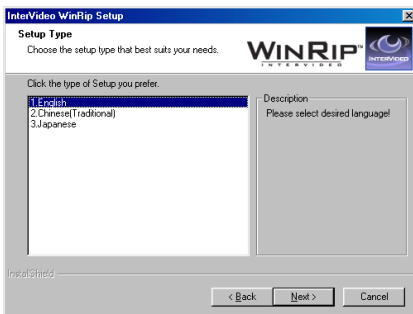 InterVideo WinRip Setup
Setup Type
Choose the setup type that best suits your needs.
WINRIP™
INTERVIDEO
INTERVIDEO
Click the type of Setup you prefer.
1.English
2.Chinese(Traditional)
3.Japanese
Description
Please select desired language!
InstallShield
< Back
Next >
Cancel